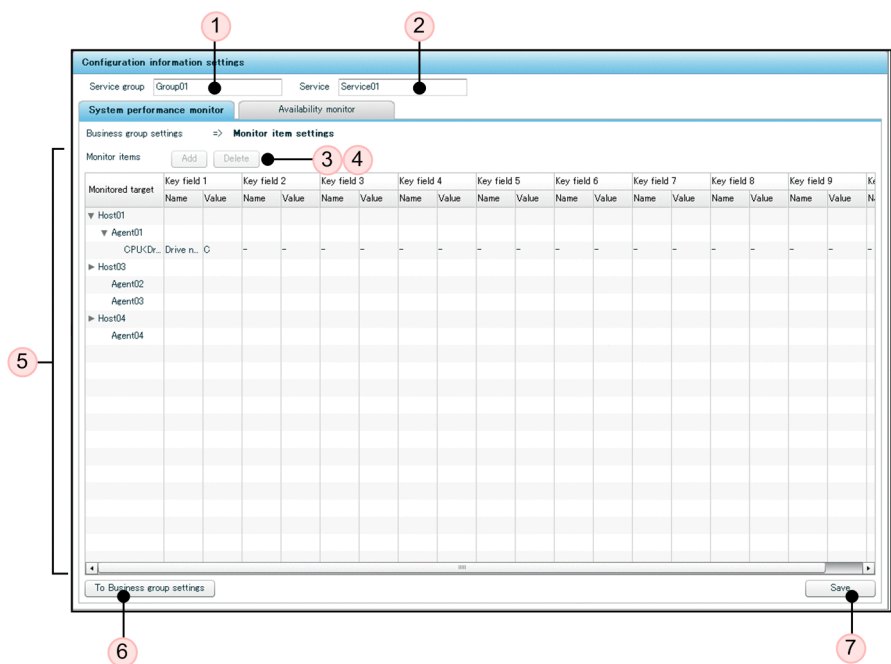 1 2
Configuration information settings
Service group Group01 Service Service01
System performance monitor Availability monitor
Business group settings => Monitor item settings
Monitor items Add Delete 3 4
Monitored target Key field 1 Key field 2 Key field 3 Key field 4 Key field 5 Key field 6 Key field 7 Key field 8 Key field 9 Ke
Name Value Name Value Name Value Name Value Name Value Name Value Name Value Name Value Name Value N
▼ Host01
▼ Agent01
CPU<Dr... Drive n... C - - - - - - - - - - - - - - - - -
▶ Host03
Agent02
Agent03
▶ Host04
Agent04
5
To Business group settings Save
6 7